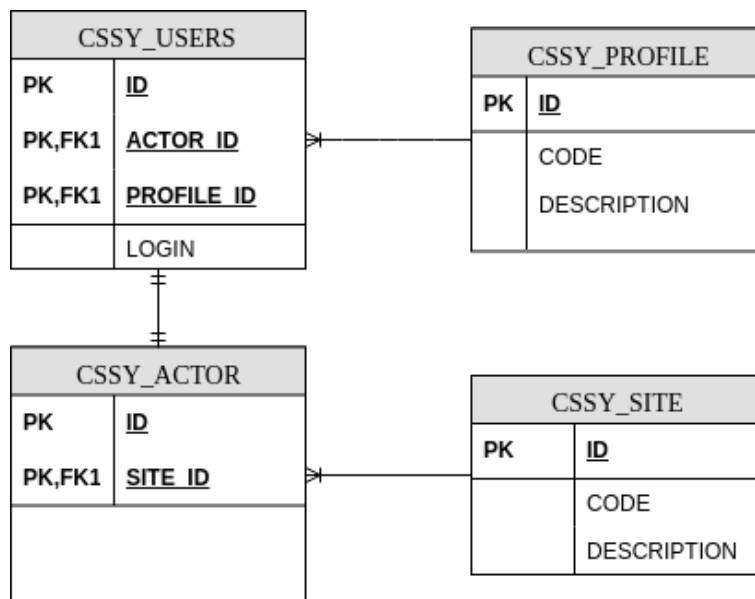 CSSY_USERS
PK ID
PK,FK1 ACTOR_ID
PK,FK1 PROFILE_ID
LOGIN
CSSY_PROFILE
PK ID
CODE
DESCRIPTION
CSSY_ACTOR
PK ID
PK,FK1 SITE_ID
CSSY_SITE
PK ID
CODE
DESCRIPTION